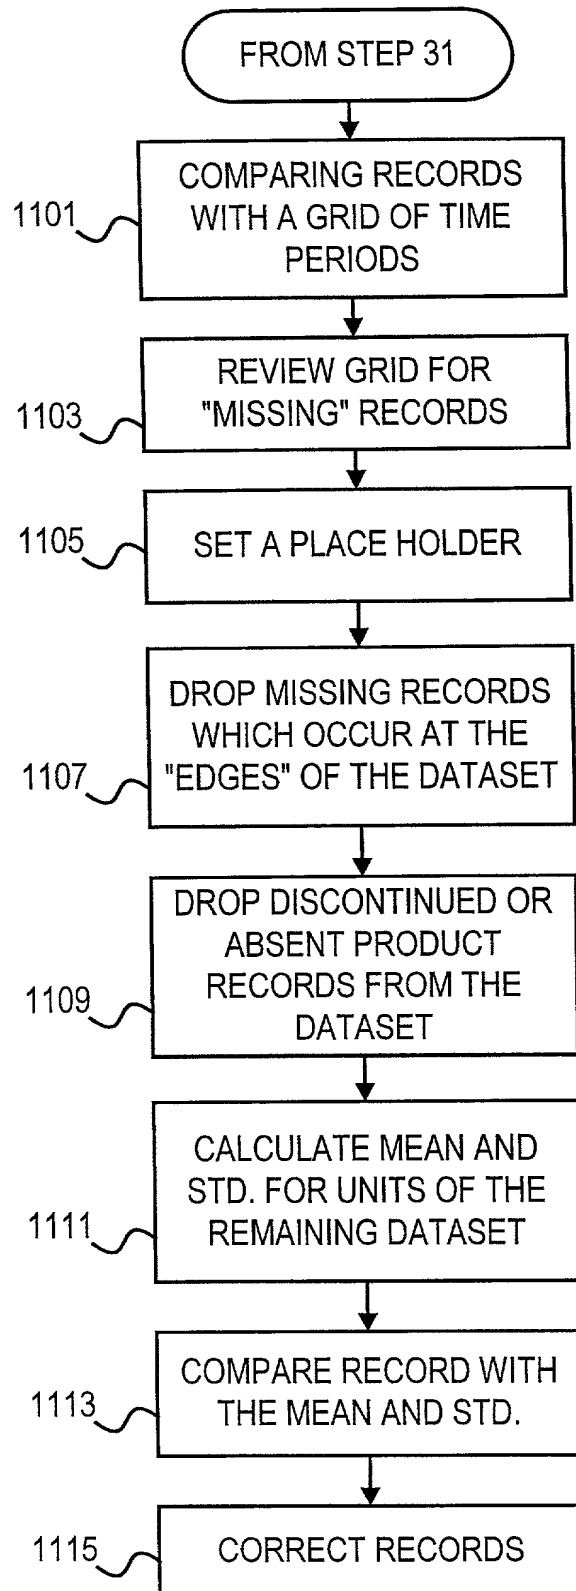 FROM STEP 31
1101
COMPARING RECORDS
WITH A GRID OF TIME
PERIODS
1103
REVIEW GRID FOR
"MISSING" RECORDS
1105
SET A PLACE HOLDER
1107
DROP MISSING RECORDS
WHICH OCCUR AT THE
"EDGES" OF THE DATASET
1109
DROP DISCONTINUED OR
ABSENT PRODUCT
RECORDS FROM THE
DATASET
1111
CALCULATE MEAN AND
STD. FOR UNITS OF THE
REMAINING DATASET
1113
COMPARE RECORD WITH
THE MEAN AND STD.
1115
CORRECT RECORDS